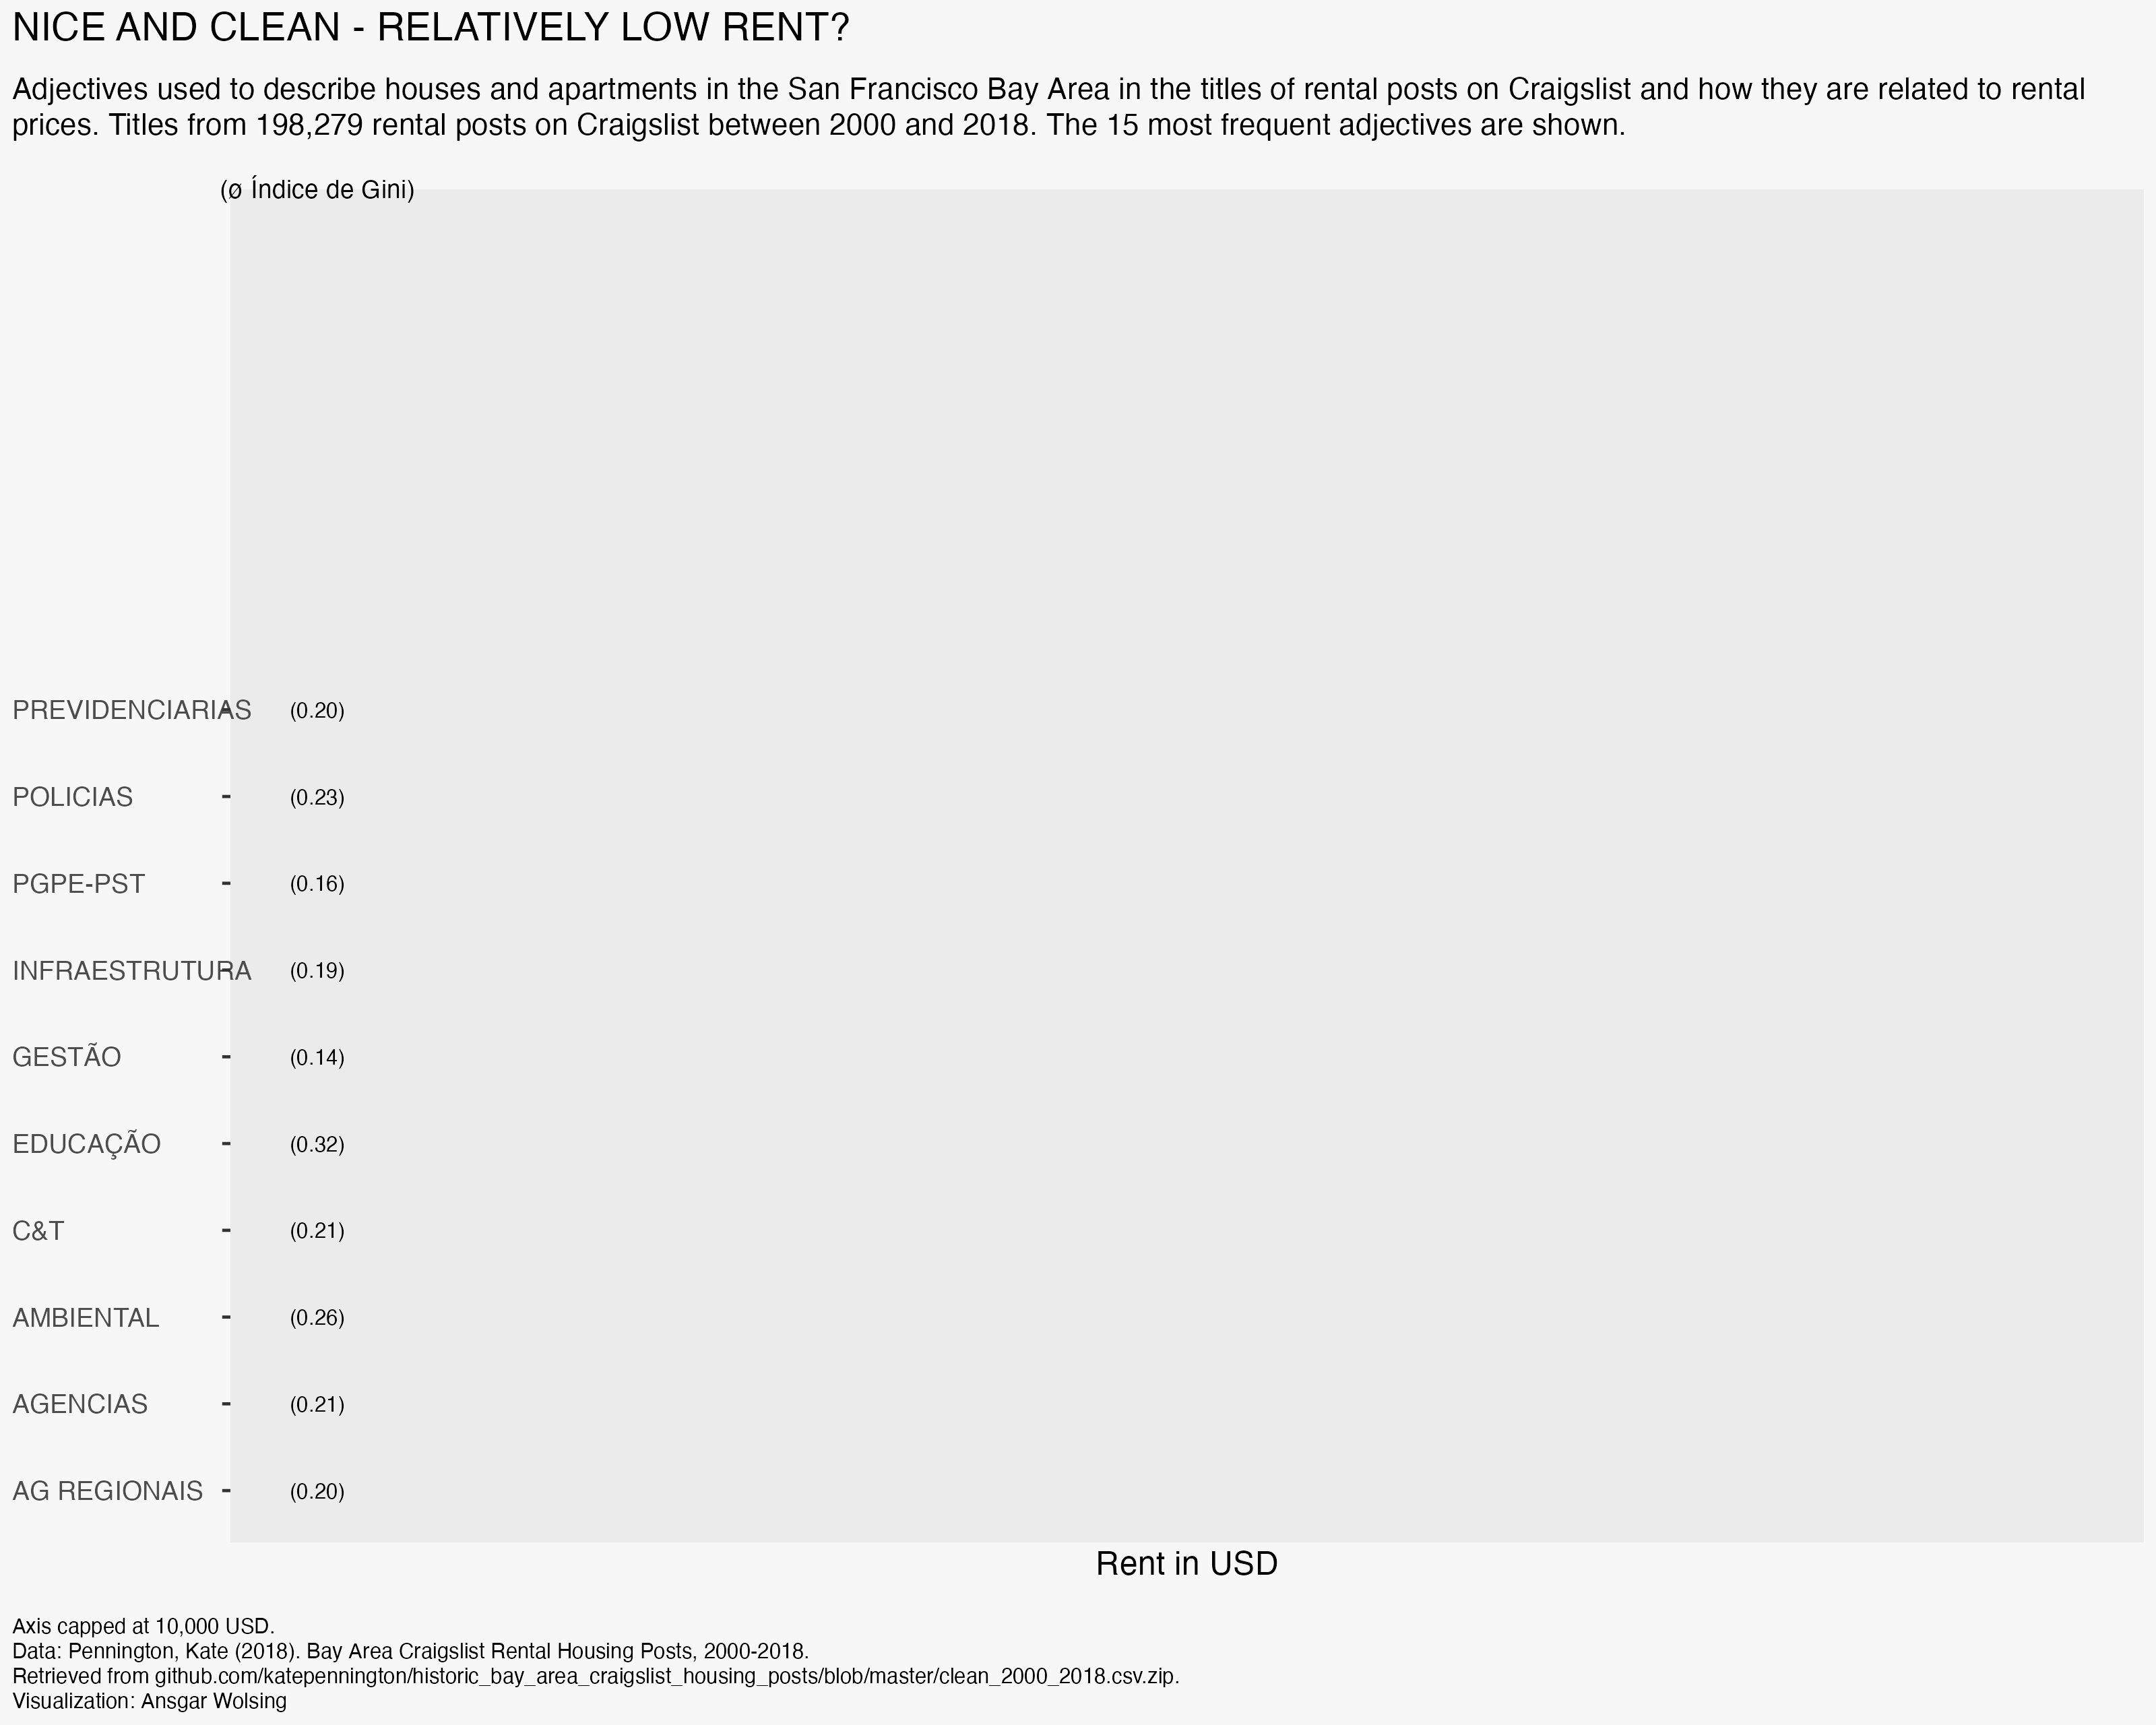 NICE AND CLEAN - RELATIVELY LOW RENT?
Adjectives used to describe houses and apartments in the San Francisco Bay Area in the titles of rental posts on Craigslist and how they are related to rental
prices. Titles from 198,279 rental posts on Craigslist between 2000 and 2018. The 15 most frequent adjectives are shown.
(ø Índice de Gini)
PREVIDENCIARIAS (0.20)
POLICIAS (0.23)
PGPE-PST (0.16)
INFRAESTRUTURA (0.19)
GESTÃO (0.14)
EDUCAÇÃO (0.32)
C&T (0.21)
AMBIENTAL (0.26)
AGENCIAS (0.21)
AG REGIONAIS (0.20)
Rent in USD
Axis capped at 10,000 USD.
Data: Pennington, Kate (2018). Bay Area Craigslist Rental Housing Posts, 2000-2018.
Retrieved from github.com/katepennington/historic_bay_area_craigslist_housing_posts/blob/master/clean_2000_2018.csv.zip.
Visualization: Ansgar Wolsing